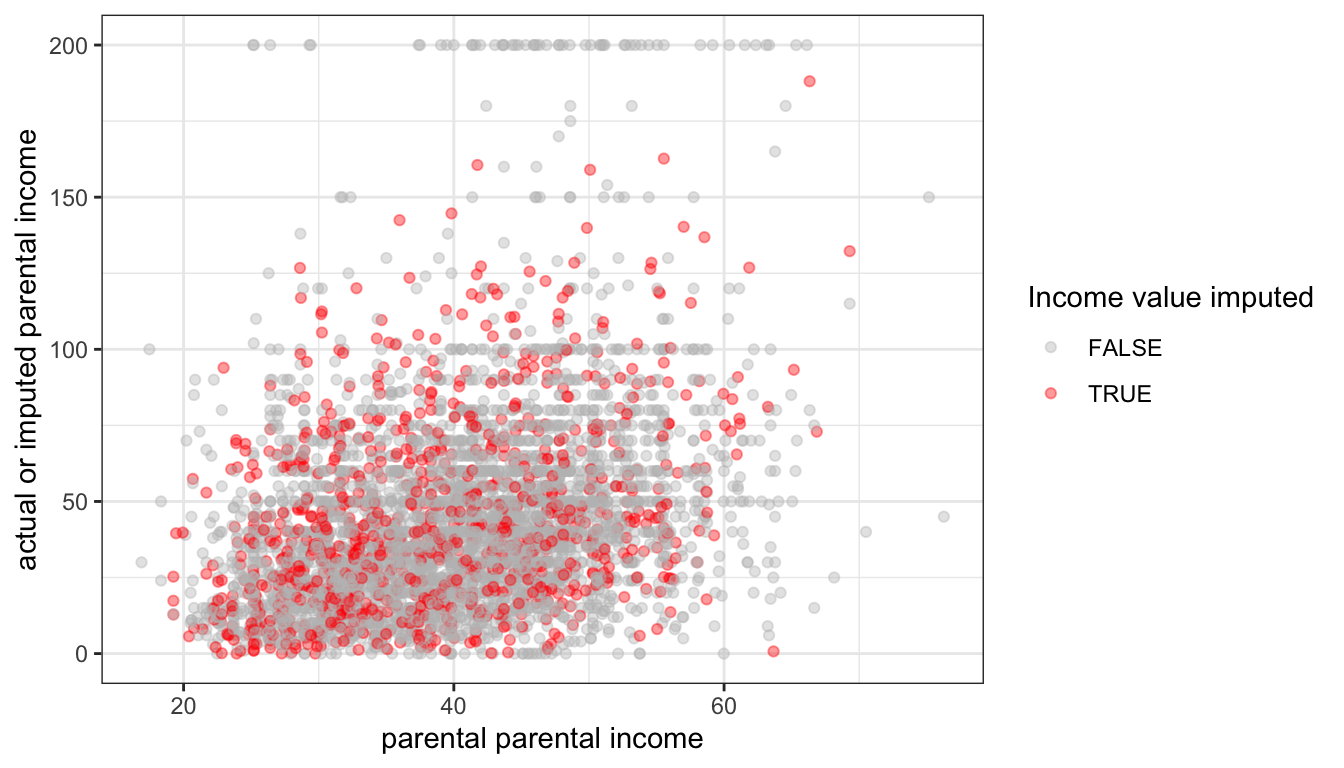 200
150
100
50
0
20 40 60
parental parental income
actual or imputed parental income
Income value imputed
FALSE
TRUE